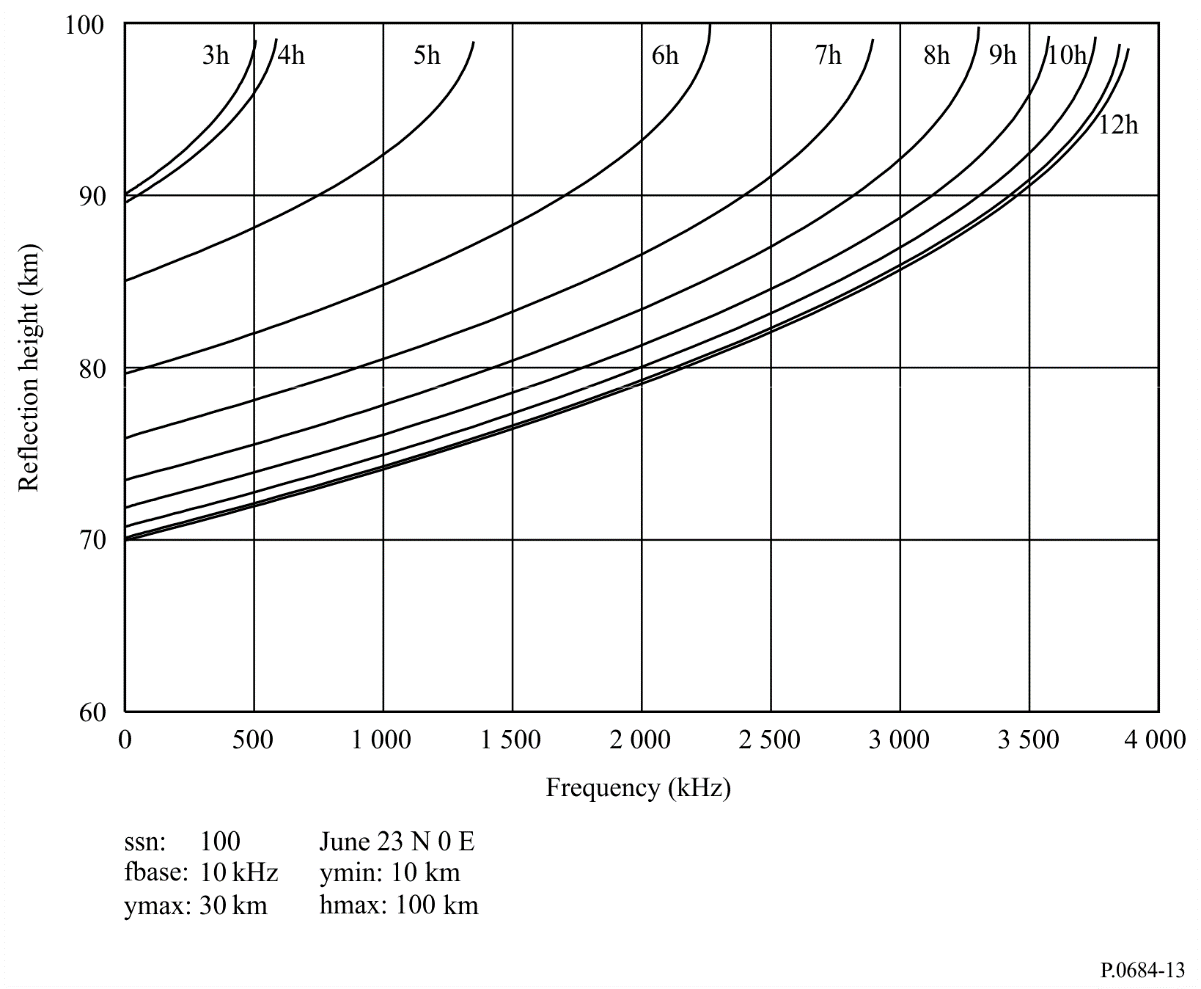 100
3h 4h 5h 6h 7h 8h 9h 10h
12h
90
80
70
60
Reflection height (km)
0 500 1 000 1 500 2 000 2 500 3 000 3 500 4 000
Frequency (kHz)
ssn: 100 June 23 N 0 E
fbase: 10 kHz ymin: 10 km
ymax: 30 km hmax: 100 km
P.0684-13